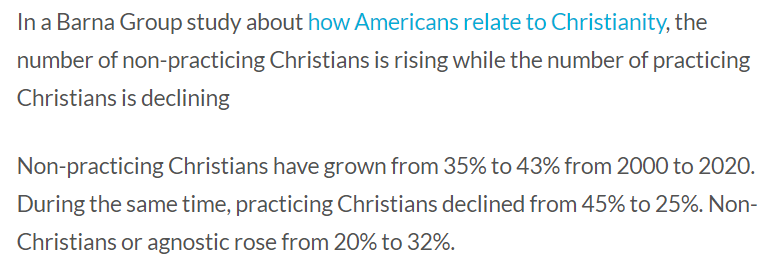 In a Barna Group study about how Americans relate to Christianity, the
number of non-practicing Christians is rising while the number of practicing
Christians is declining
Non-practicing Christians have grown from 35% to 43% from 2000 to 2020.
During the same time, practicing Christians declined from 45% to 25%. Non-
Christians or agnostic rose from 20% to 32%.